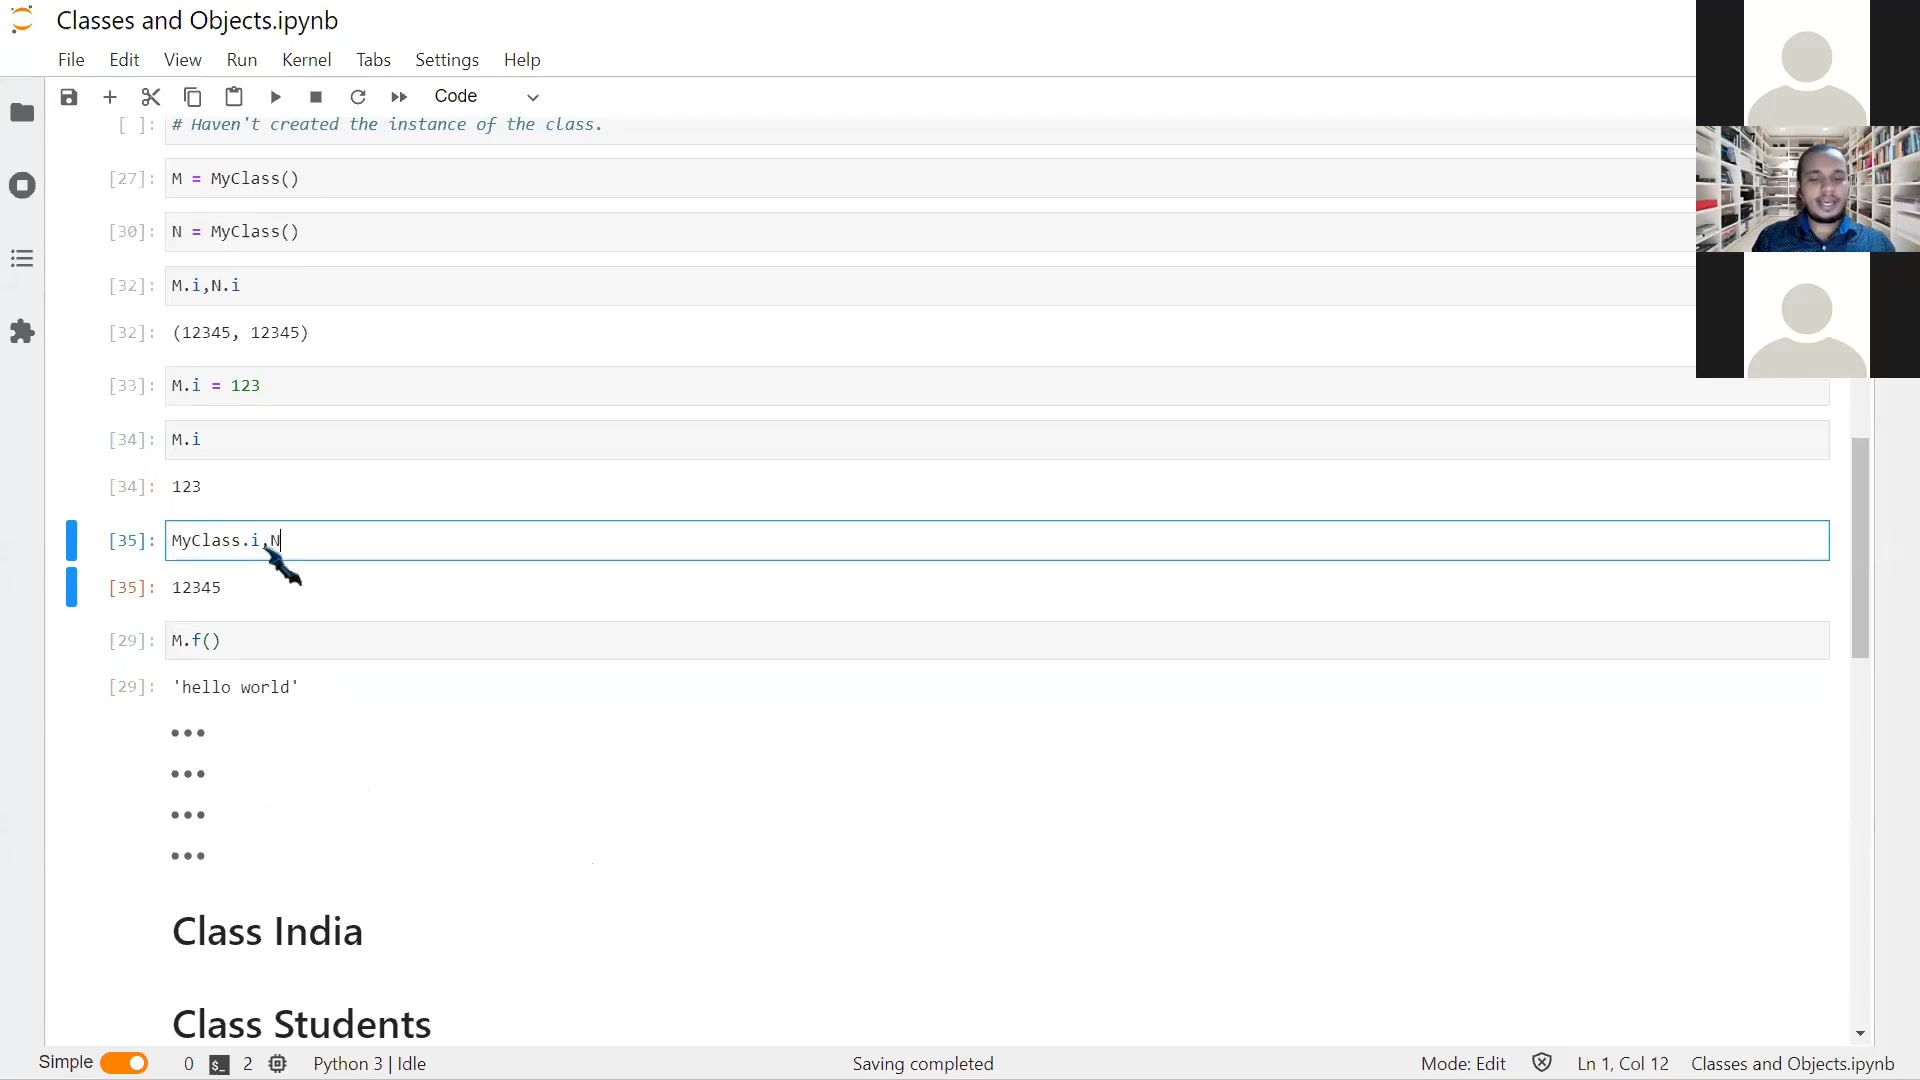 Classes and Objects.ipynb
File Edit View Run Kernel Tabs Settings Help
Code
[ ]: # Haven't created the instance of the class.
[27]: M = MyClass()
[30]: N = MyClass()
[32]: M.i,N.i
[32]: (12345, 12345)
[33]: M.i = 123
[34]: M.i
[34]: 123
[35]: MyClass.i,N
[35]: 12345
[29]: M.f()
[29]: 'hello world'
Class India
Class Students
Simple 0 $_ 2 Python 3 | Idle Saving completed Mode: Edit Ln 1, Col 12 Classes and Objects.ipynb